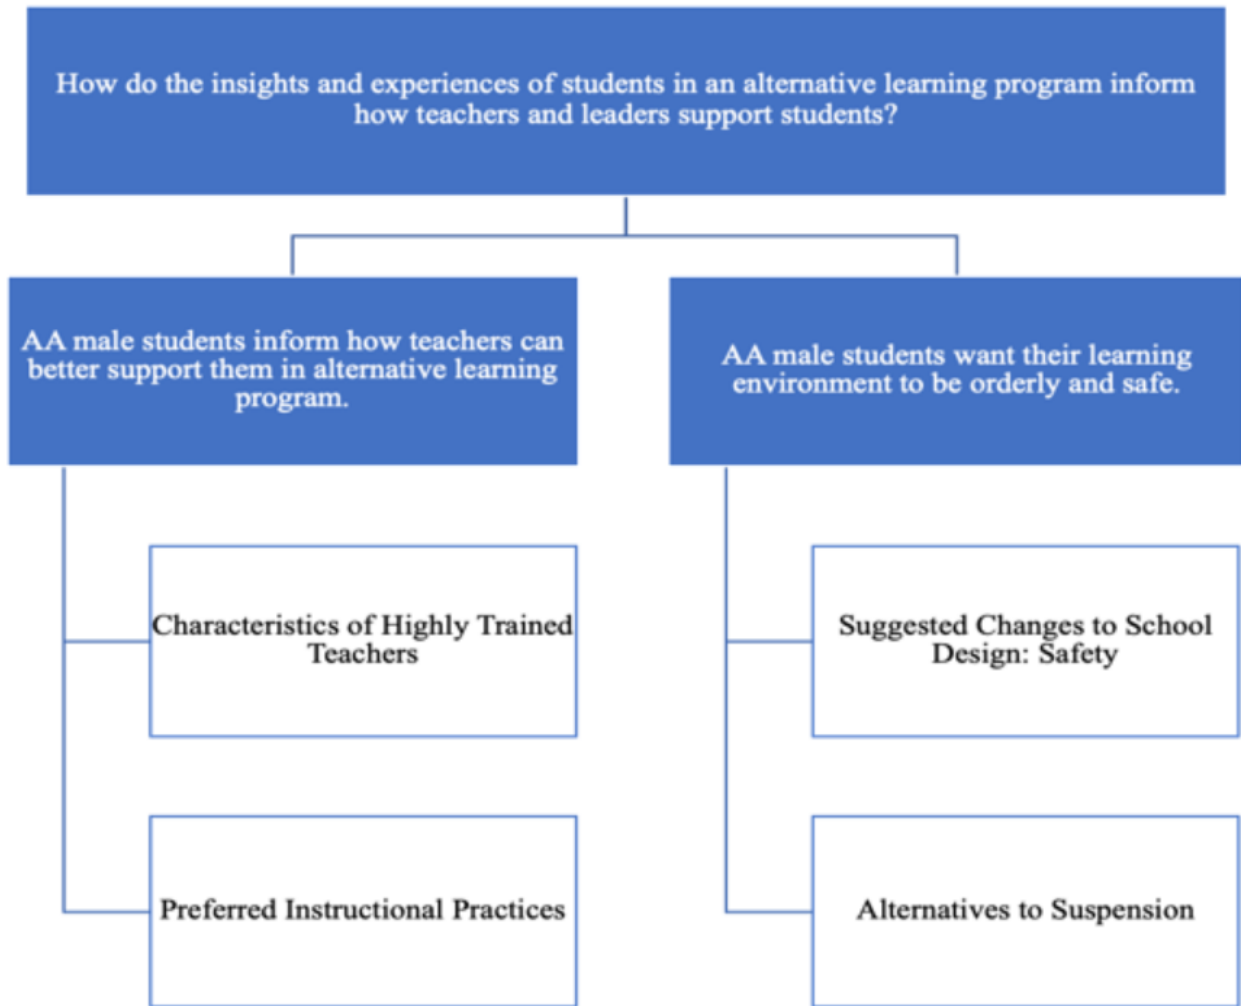 How do the insights and experiences of students in an alternative learning program inform
how teachers and leaders support students?
AA male students inform how teachers can
better support them in alternative learning
program.
AA male students want their learning
environment to be orderly and safe.
Characteristics of Highly Trained
Teachers
Suggested Changes to School
Design: Safety
Preferred Instructional Practices
Alternatives to Suspension